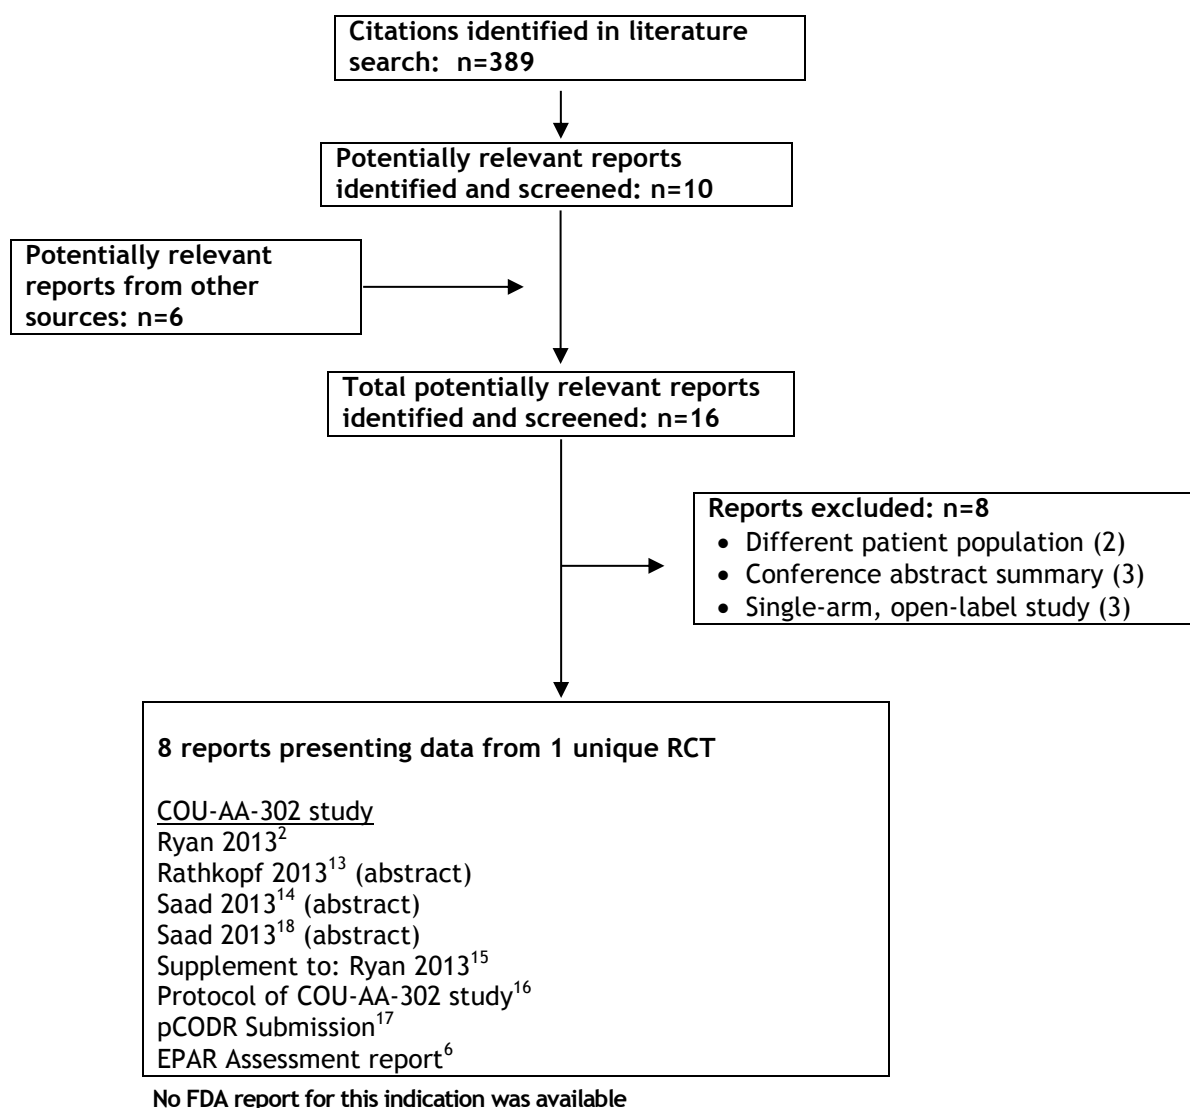 Citations identified in literature
search:  n=389
Potentially relevant reports
identified and screened: n=10
Potentially relevant
reports from other
sources: n=6
Total potentially relevant reports
identified and screened: n=16
Reports excluded: n=8
• Different patient population (2)
• Conference abstract summary (3)
• Single-arm, open-label study (3)
8 reports presenting data from 1 unique RCT
COU-AA-302 study
Ryan 2013²
Rathkopf 2013¹³ (abstract)
Saad 2013¹⁴ (abstract)
Saad 2013¹⁸ (abstract)
Supplement to: Ryan 2013¹⁵
Protocol of COU-AA-302 study¹⁶
pCODR Submission¹⁷
EPAR Assessment report⁶
No FDA report for this indication was available